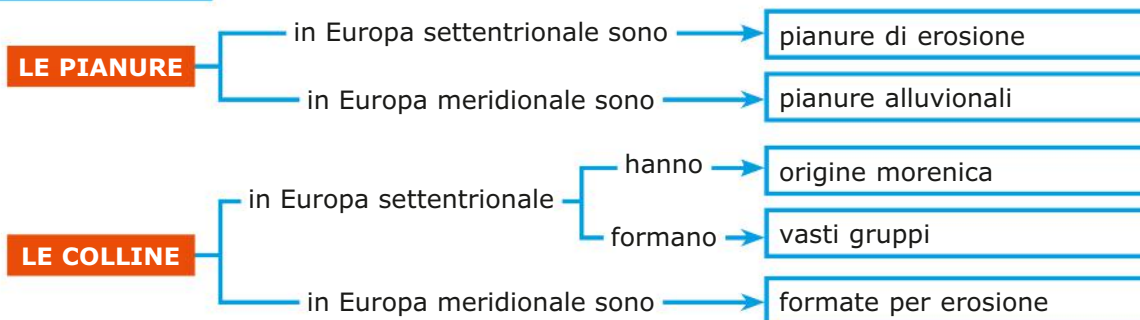 in Europa settentrionale sono pianure di erosione
LE PIANURE
in Europa meridionale sono pianure alluvionali
hanno origine morenica
in Europa settentrionale
formano vasti gruppi
LE COLLINE
in Europa meridionale sono formate per erosione